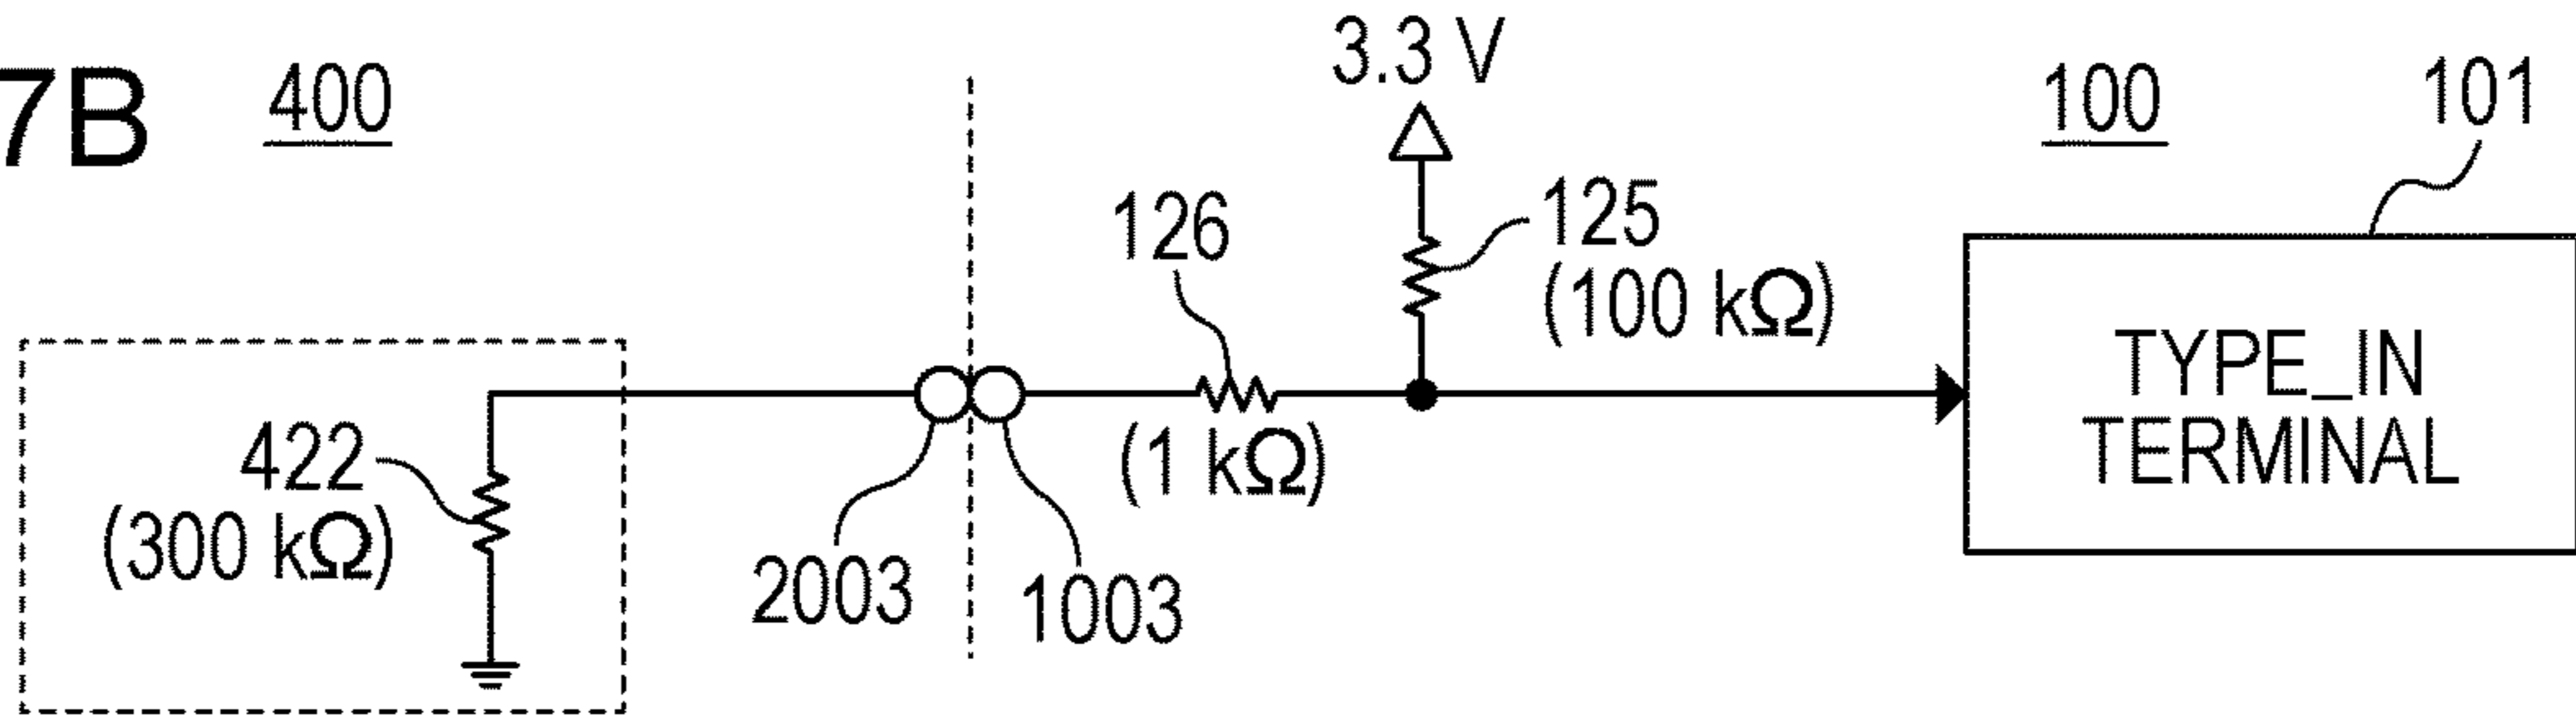 7B
400
3.3 V
100
101
126
125
(100 kΩ)
TYPE_IN
TERMINAL
422
(300 kΩ)
(1 kΩ)
2003
1003